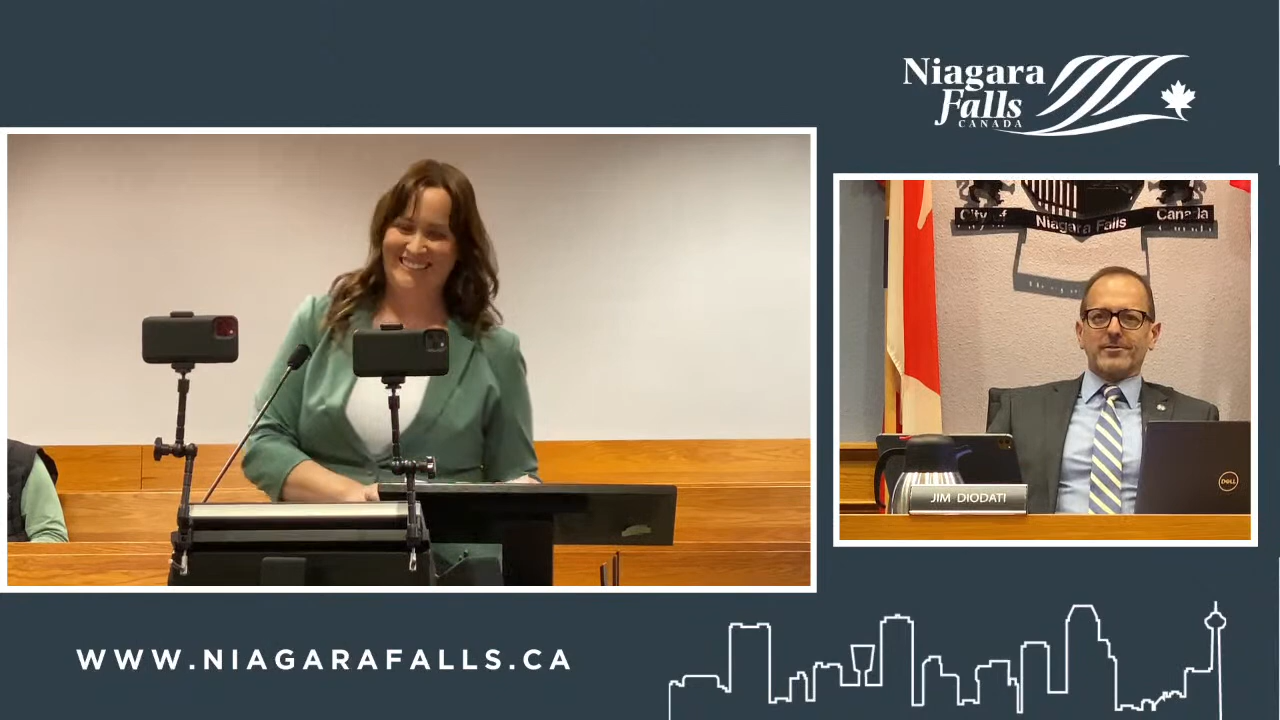 Niagara
Falls
CANADA
City of
Niagara Falls
Canada
JIM DIODATI
DELL
WWW.NIAGARAFALLS.CA